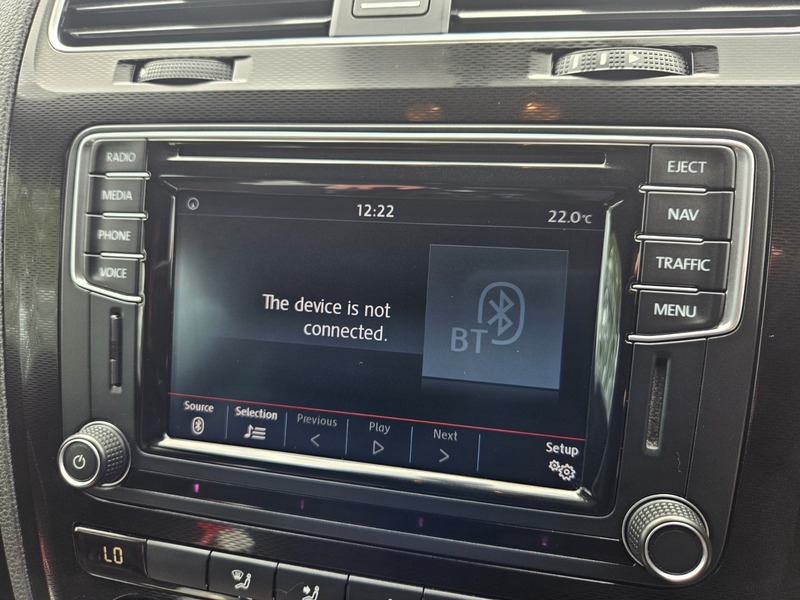 RADIO
MEDIA
PHONE
VOICE
EJECT
NAV
TRAFFIC
MENU
12:22
22.0°C
The device is not
connected.
BT
Source
Selection
Previous
Play
Next
Setup
LO